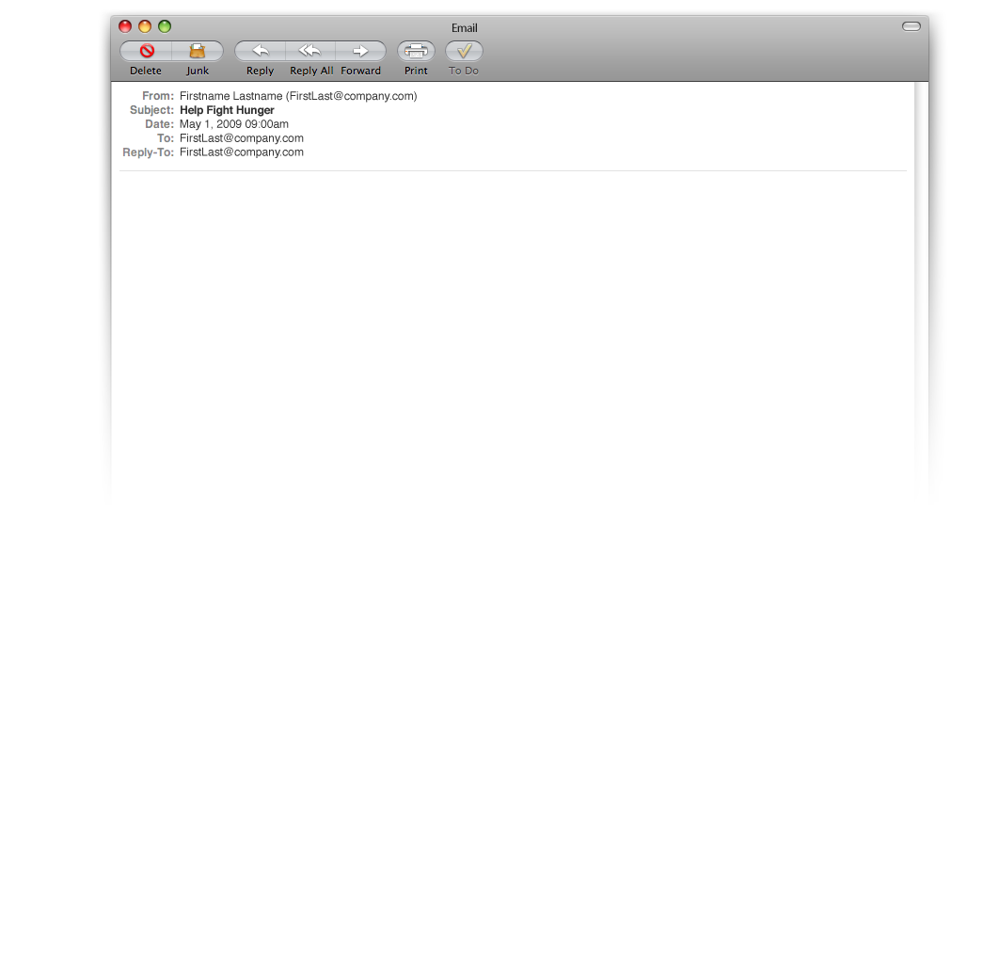 Email
Delete Junk Reply Reply All Forward Print To Do
From: Firstname Lastname (FirstLast@company.com)
Subject: Help Fight Hunger
Date: May 1, 2009 09:00am
To: FirstLast@company.com
Reply-To: FirstLast@company.com